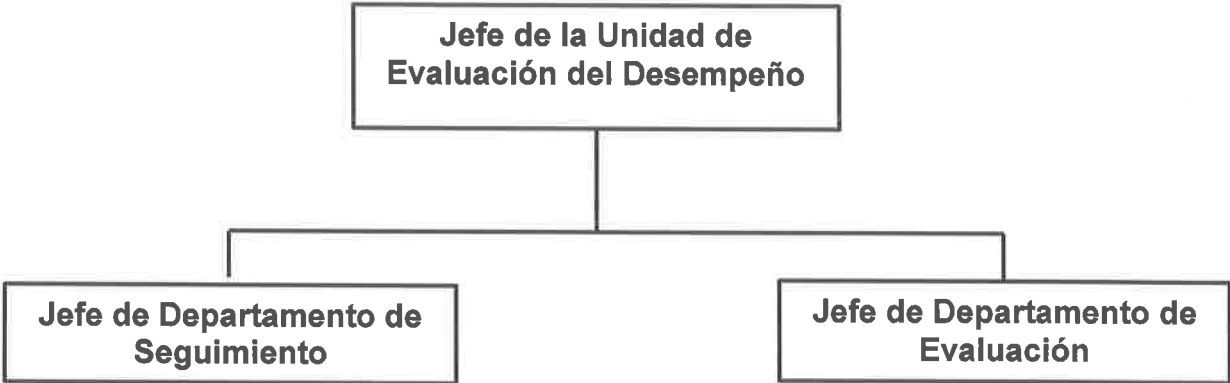 Jefe de la Unidad de
Evaluación del Desempeño
Jefe de Departamento de
Seguimiento
Jefe de Departamento de
Evaluación